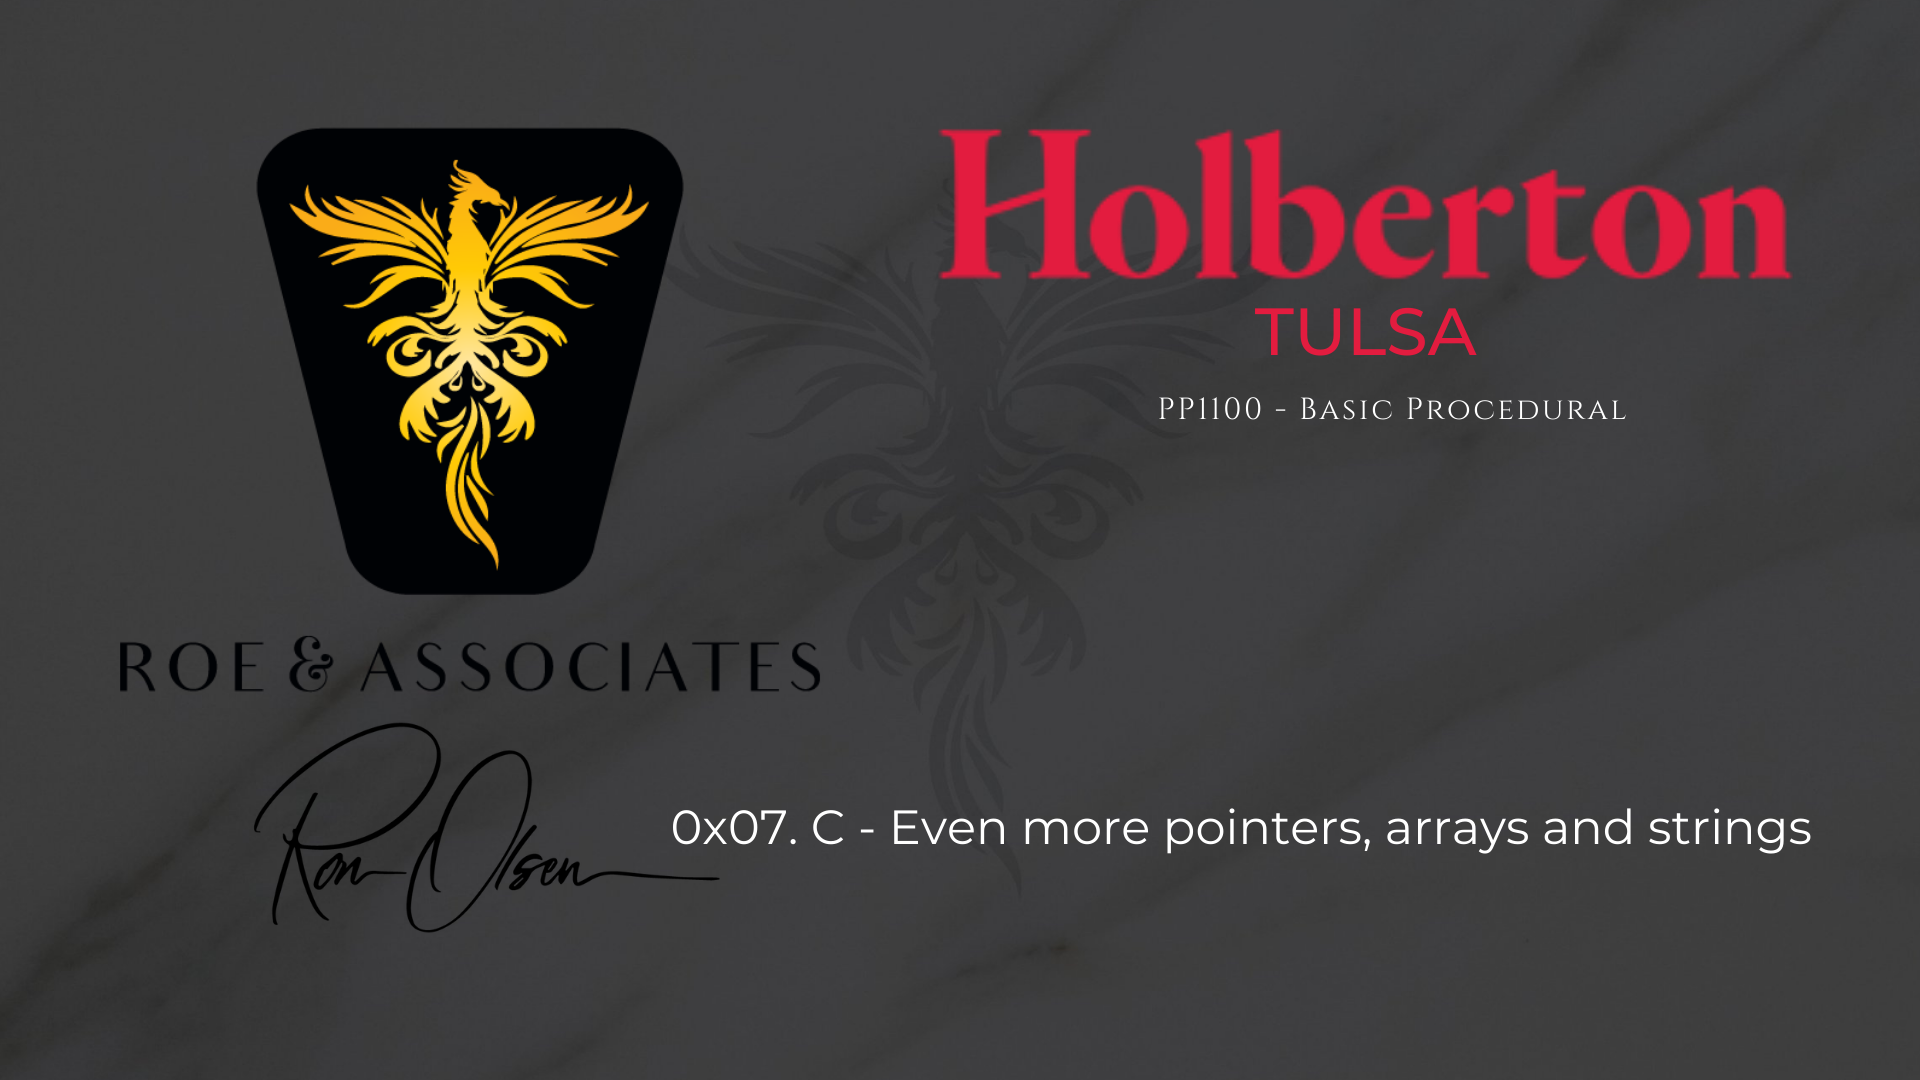 Holberton
TULSA
PP1100 - Basic Procedural
ROE & ASSOCIATES
Ron Olsen
0x07. C - Even more pointers, arrays and strings